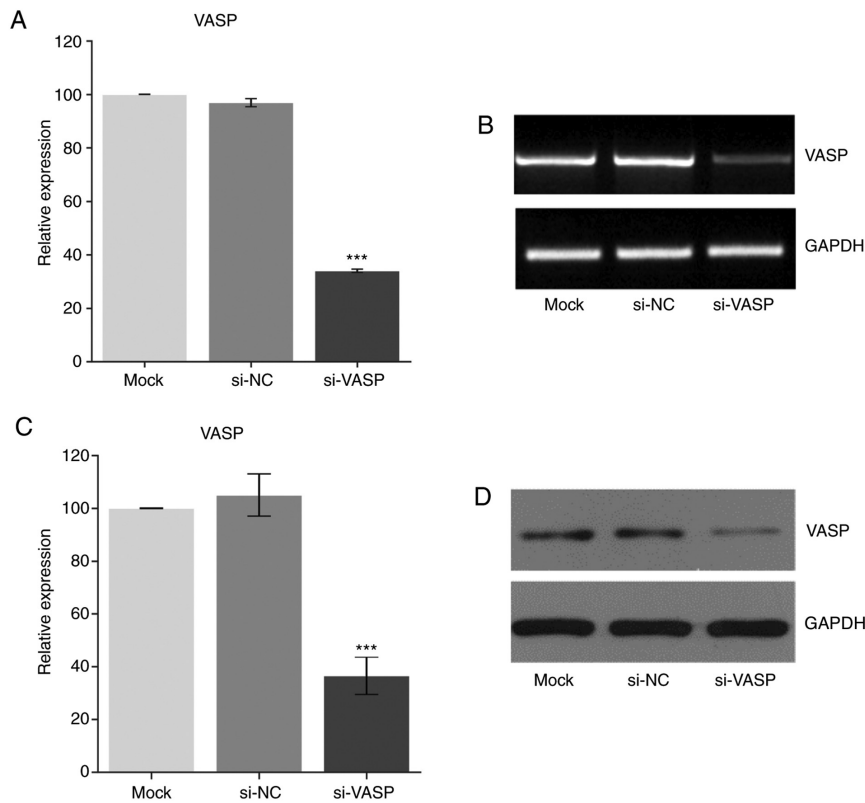 A
VASP
Relative expression
120
100
80
60
40
20
0
***
Mock
si-NC
si-VASP
B
VASP
GAPDH
Mock
si-NC
si-VASP
C
VASP
Relative expression
120
100
80
60
40
20
0
***
Mock
si-NC
si-VASP
D
VASP
GAPDH
Mock
si-NC
si-VASP